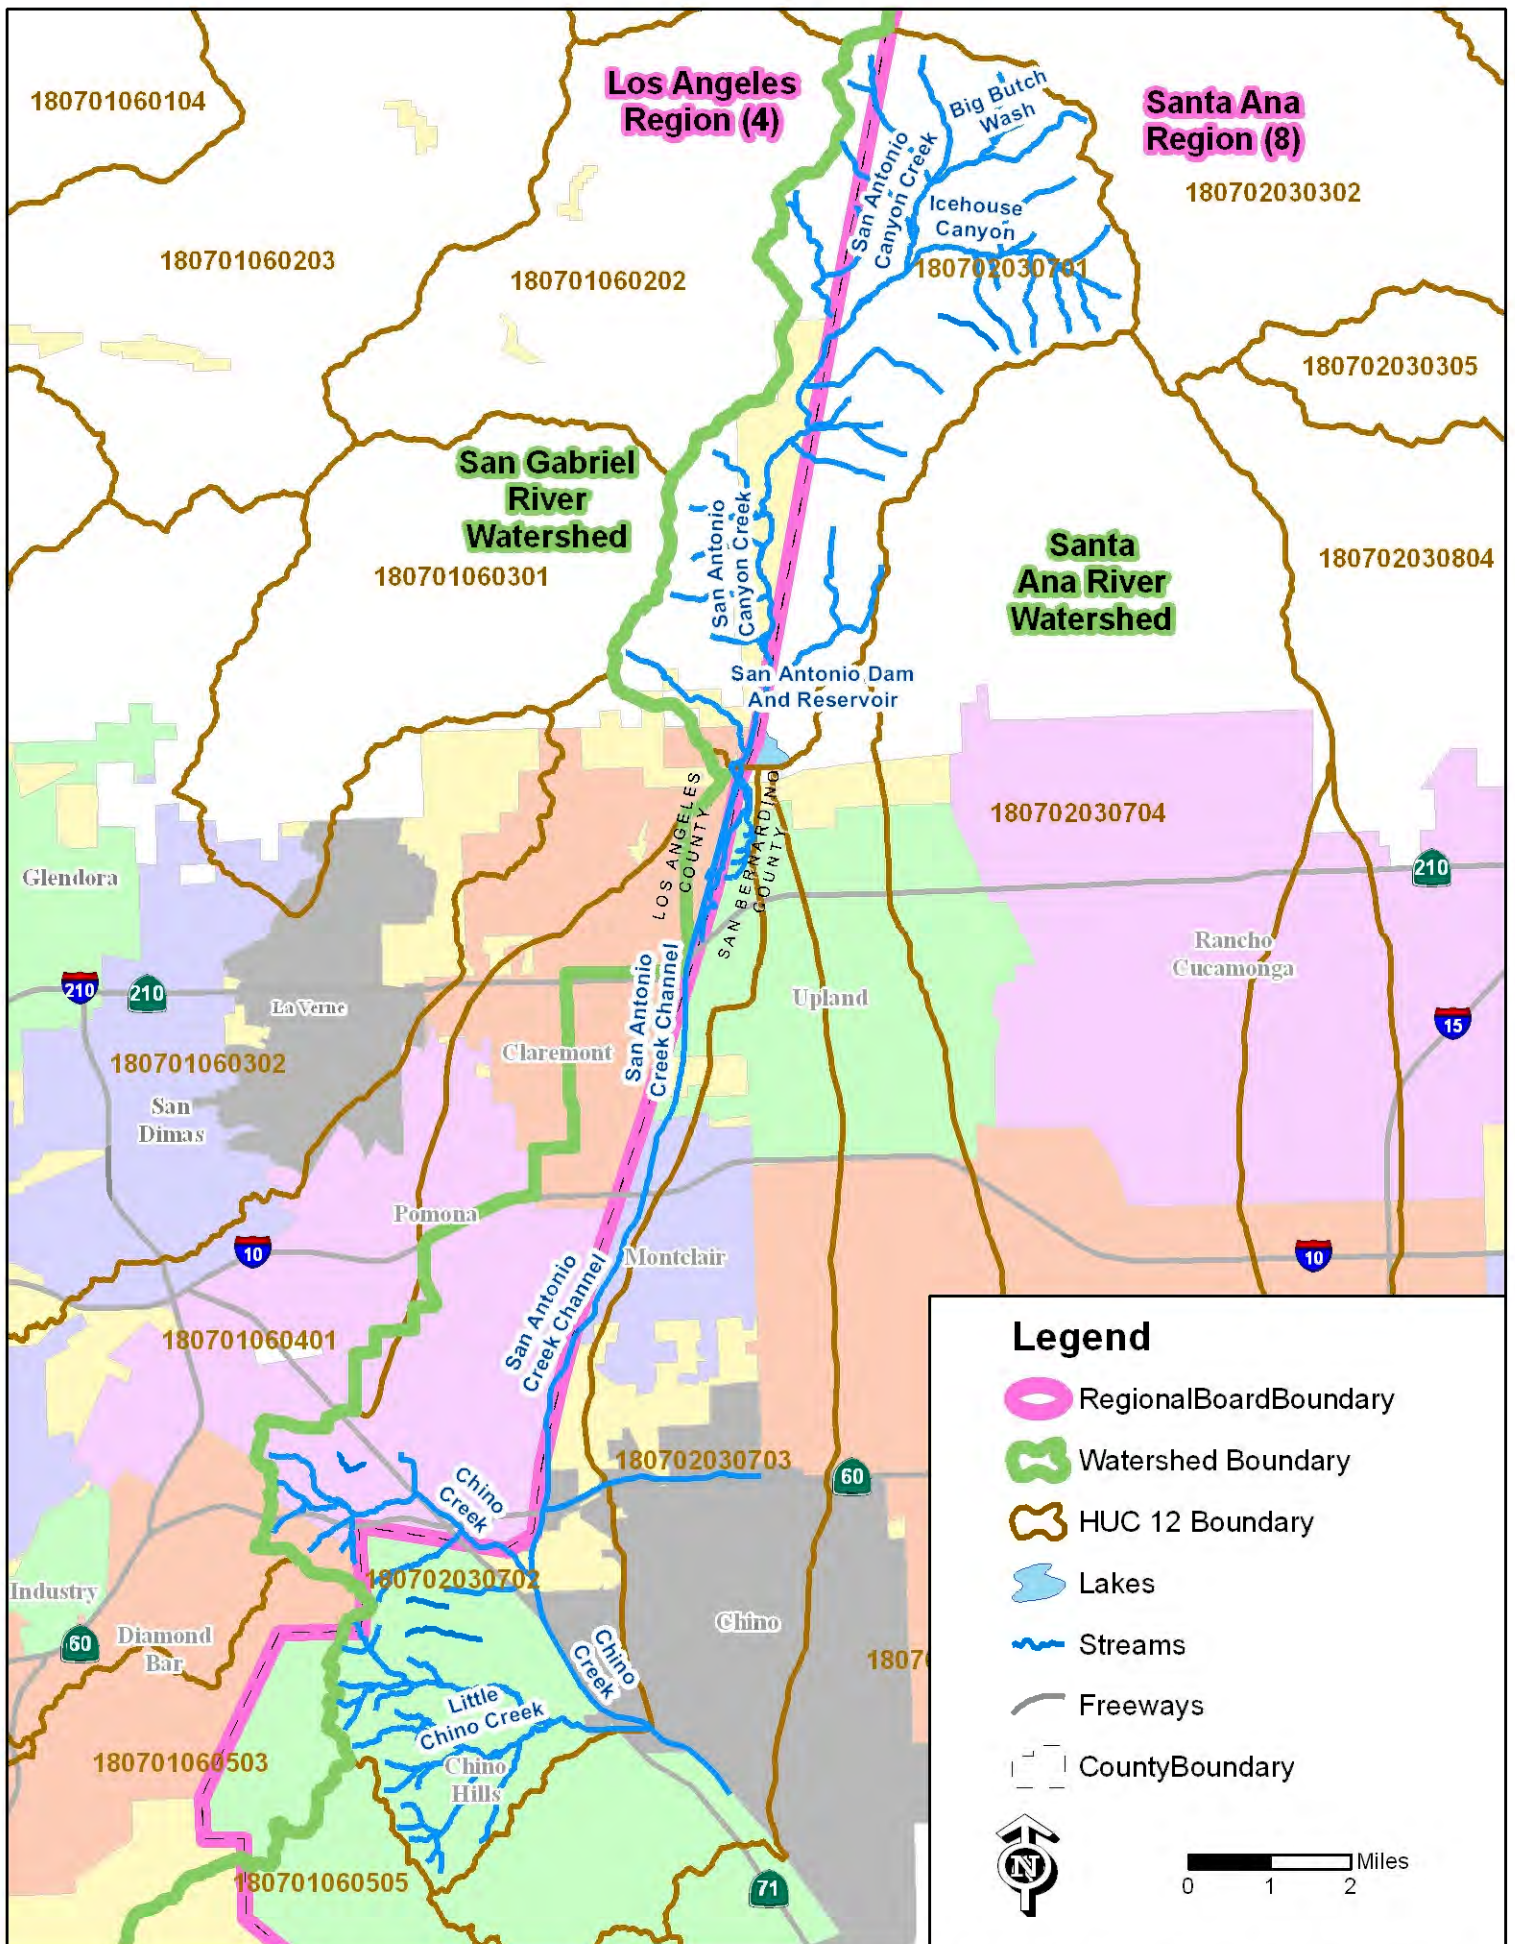 180701060104
Los Angeles
Region (4)
Big Butch
Wash
Santa Ana
Region (8)
180702030302
San Antonio
Canyon Creek
Icehouse
Canyon
180701060203
180701060202
180702030701
180702030305
San Gabriel
River
Watershed
180701060301
San Antonio
Canyon Creek
Santa
Ana River
Watershed
180702030804
San Antonio Dam
And Reservoir
LOS ANGELES
COUNTY
SAN BERNARDINO
COUNTY
180702030704
Glendora
210
Rancho
Cucamonga
210
210
La Verne
San Antonio
Creek Channel
Upland
15
Claremont
180701060302
San
Dimas
Pomona
10
Montclair
10
San Antonio
Creek Channel
180701060401
180702030703
60
Chino
Creek
180702030702
Industry
60
Diamond
Bar
Chino
Chino
Creek
1807
Little
Chino Creek
180701060503
Chino
Hills
180701060505
71
Legend
RegionalBoardBoundary
Watershed Boundary
HUC 12 Boundary
Lakes
Streams
Freeways
CountyBoundary
N
Miles
0 1 2